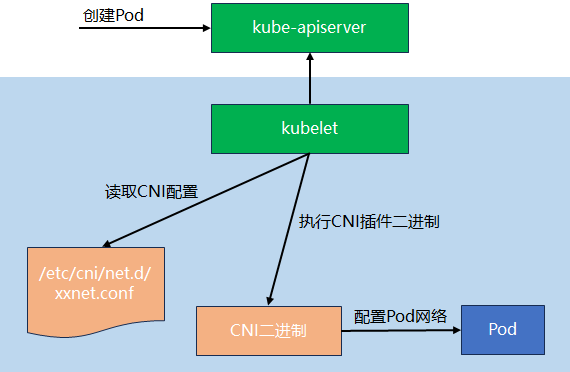 创建Pod
kube-apiserver
kubelet
读取CNI配置
执行CNI插件二进制
/etc/cni/net.d/
xxnet.conf
CNI二进制
配置Pod网络
Pod